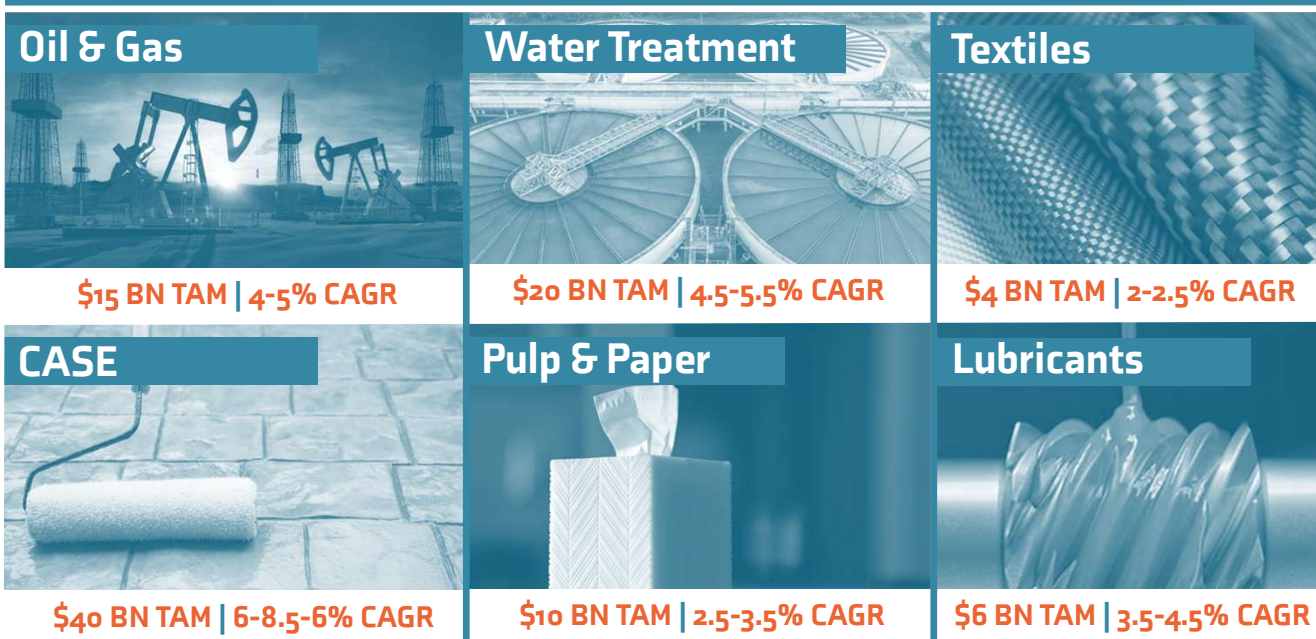 Oil & Gas
Water Treatment
Textiles
$15 BN TAM | 4-5% CAGR
$20 BN TAM | 4.5-5.5% CAGR
$4 BN TAM | 2-2.5% CAGR
CASE
Pulp & Paper
Lubricants
$40 BN TAM | 6-8.5-6% CAGR
$10 BN TAM | 2.5-3.5% CAGR
$6 BN TAM | 3.5-4.5% CAGR